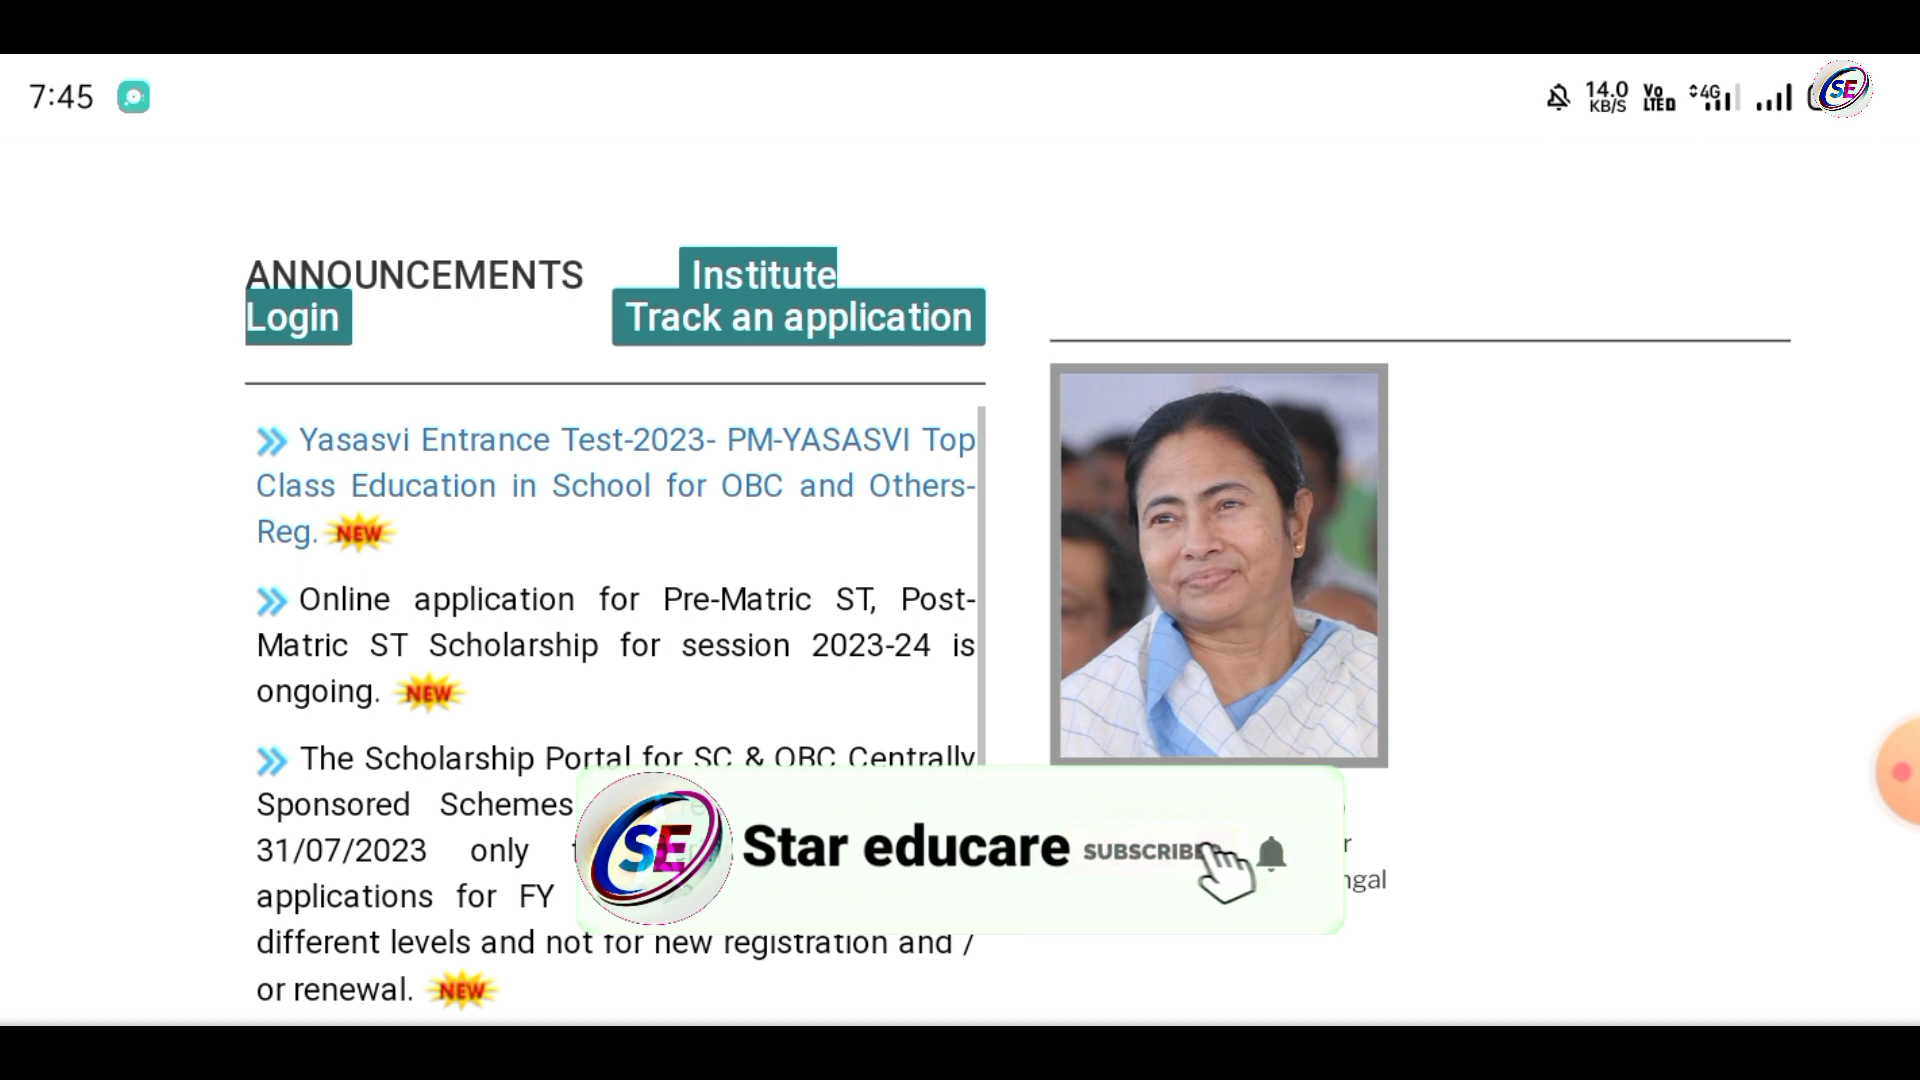 7:45
14.0
KB/S
Vo
LTE
4G
SE
ANNOUNCEMENTS Institute
Login Track an application
Yasasvi Entrance Test-2023- PM-YASASVI Top
Class Education in School for OBC and Others-
Reg. NEW
Online application for Pre-Matric ST, Post-
Matric ST Scholarship for session 2023-24 is
ongoing. NEW
The Scholarship Portal for SC & OBC Centrally
Sponsored Schemes
31/07/2023 only
applications for FY
different levels and not for new registration and /
or renewal. NEW
SE Star educare SUBSCRIBE